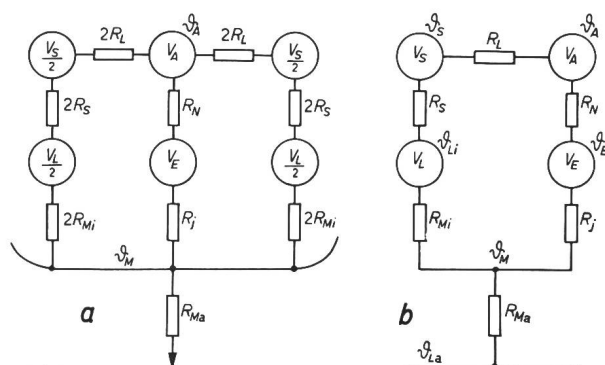 ϑ_A
V_S/2 2R_L V_A 2R_L V_S/2
2R_S R_N 2R_S
V_L/2 V_E V_L/2
2R_Mi R_j 2R_Mi
ϑ_M
a R_Ma
ϑ_S ϑ_A
V_S R_L V_A
R_S R_N
ϑ_Li ϑ_E
V_L V_E
R_Mi R_j
ϑ_M
b R_Ma
ϑ_La